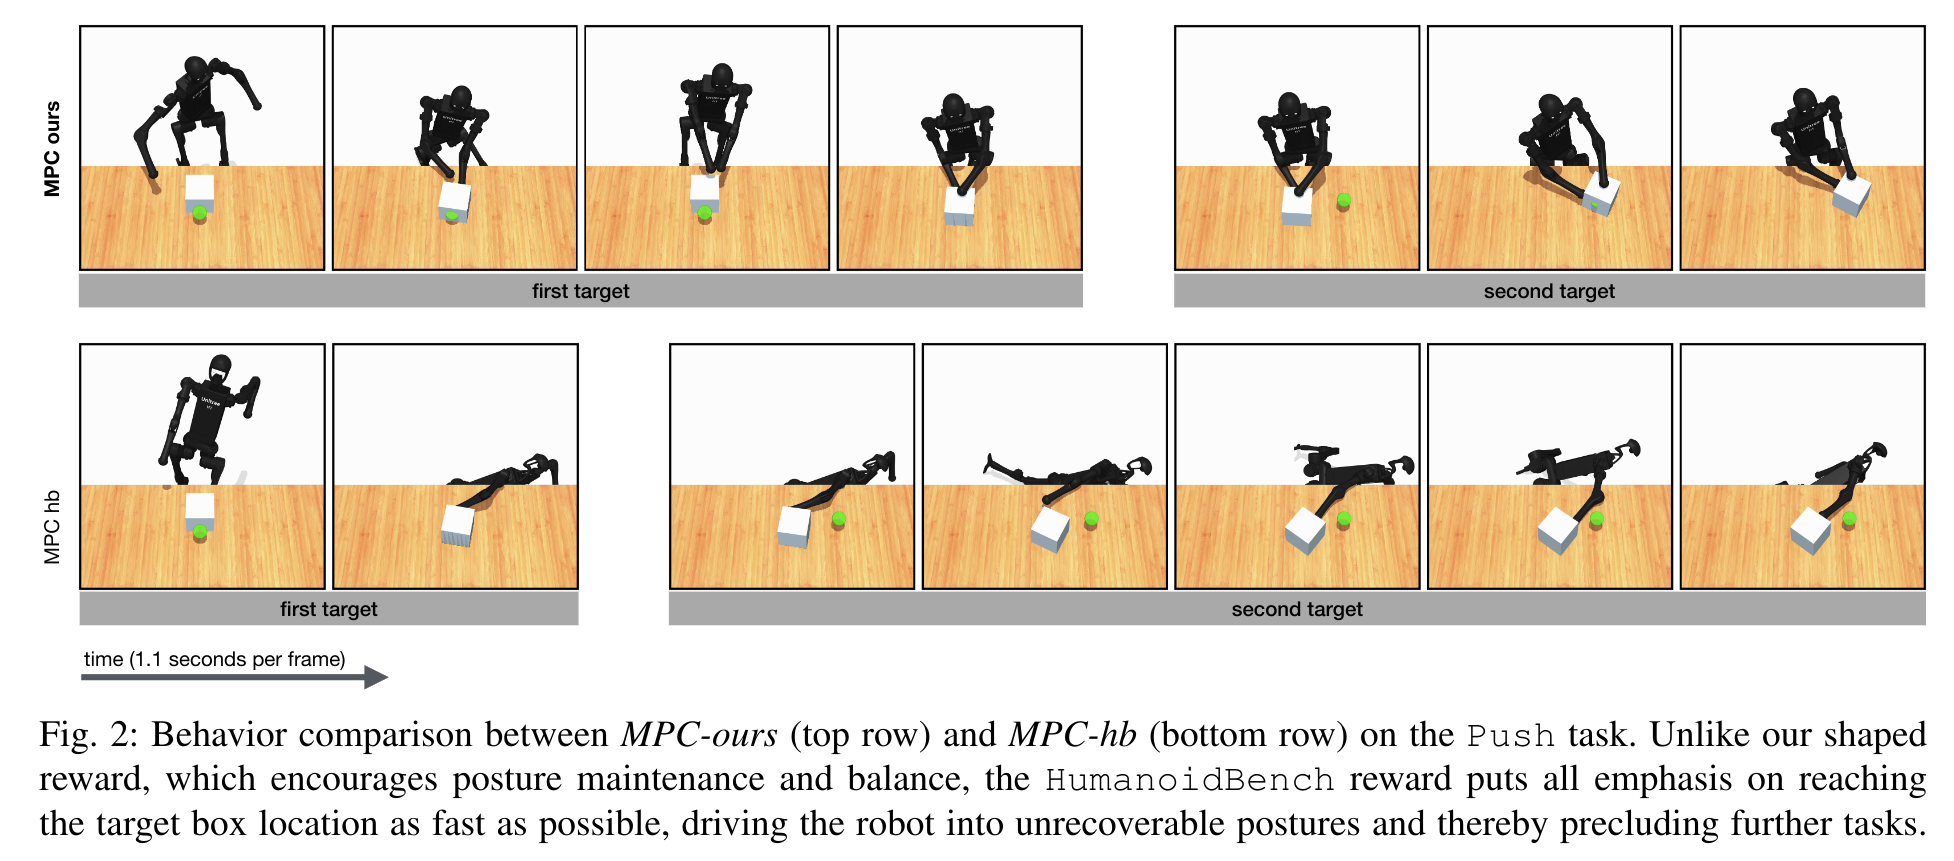 MPC ours
first target
second target
MPC hb
Unitree
first target
second target
time (1.1 seconds per frame)
Fig. 2: Behavior comparison between MPC-ours (top row) and MPC-hb (bottom row) on the Push task. Unlike our shaped
reward, which encourages posture maintenance and balance, the HumanoidBench reward puts all emphasis on reaching
the target box location as fast as possible, driving the robot into unrecoverable postures and thereby precluding further tasks.